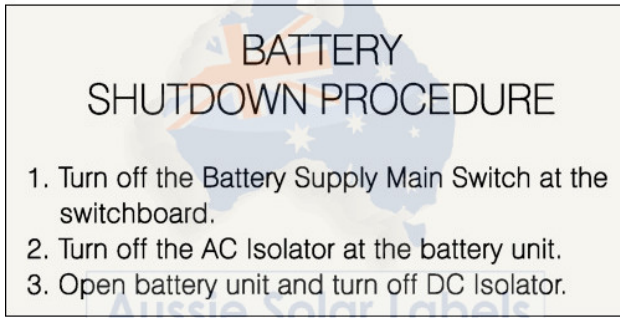 BATTERY
SHUTDOWN PROCEDURE
1. Turn off the Battery Supply Main Switch at the
switchboard.
2. Turn off the AC Isolator at the battery unit.
3. Open battery unit and turn off DC Isolator.
Aussie Solar Labels